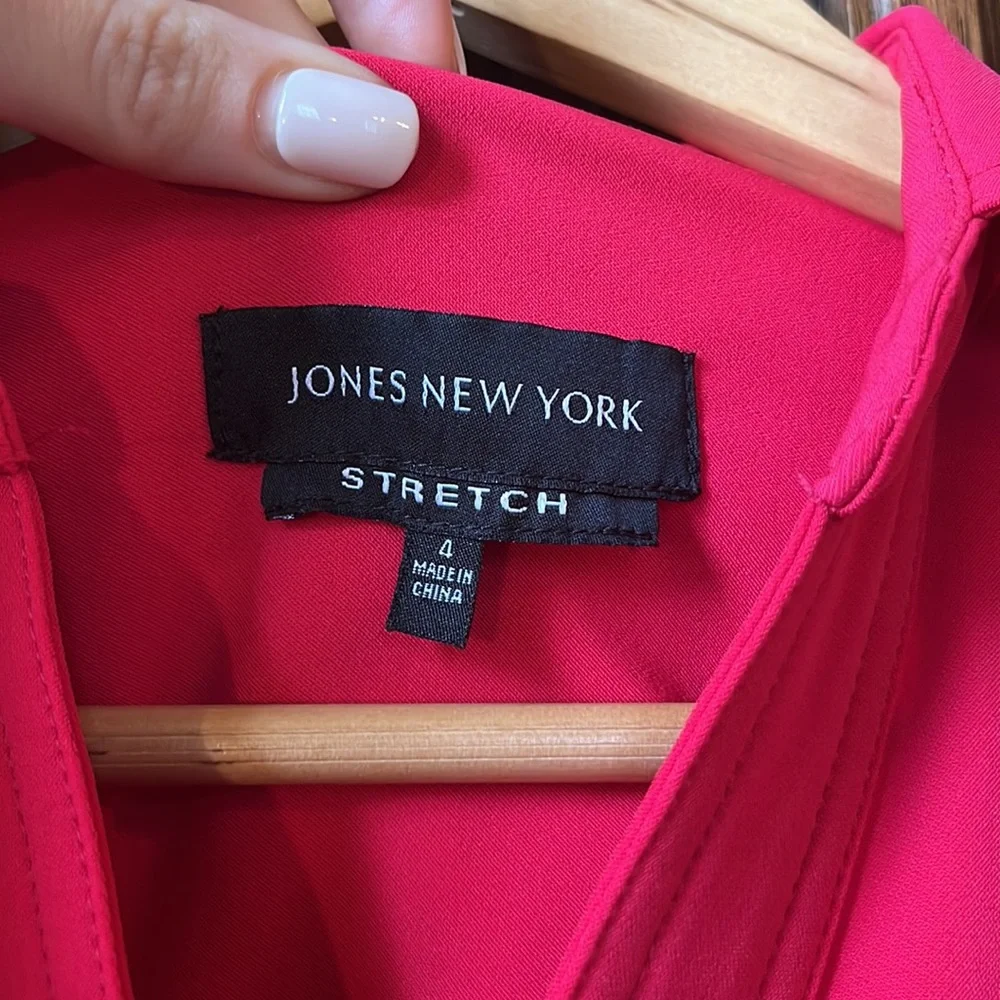 JONES NEW YORK
STRETCH
4
MADE IN
CHINA